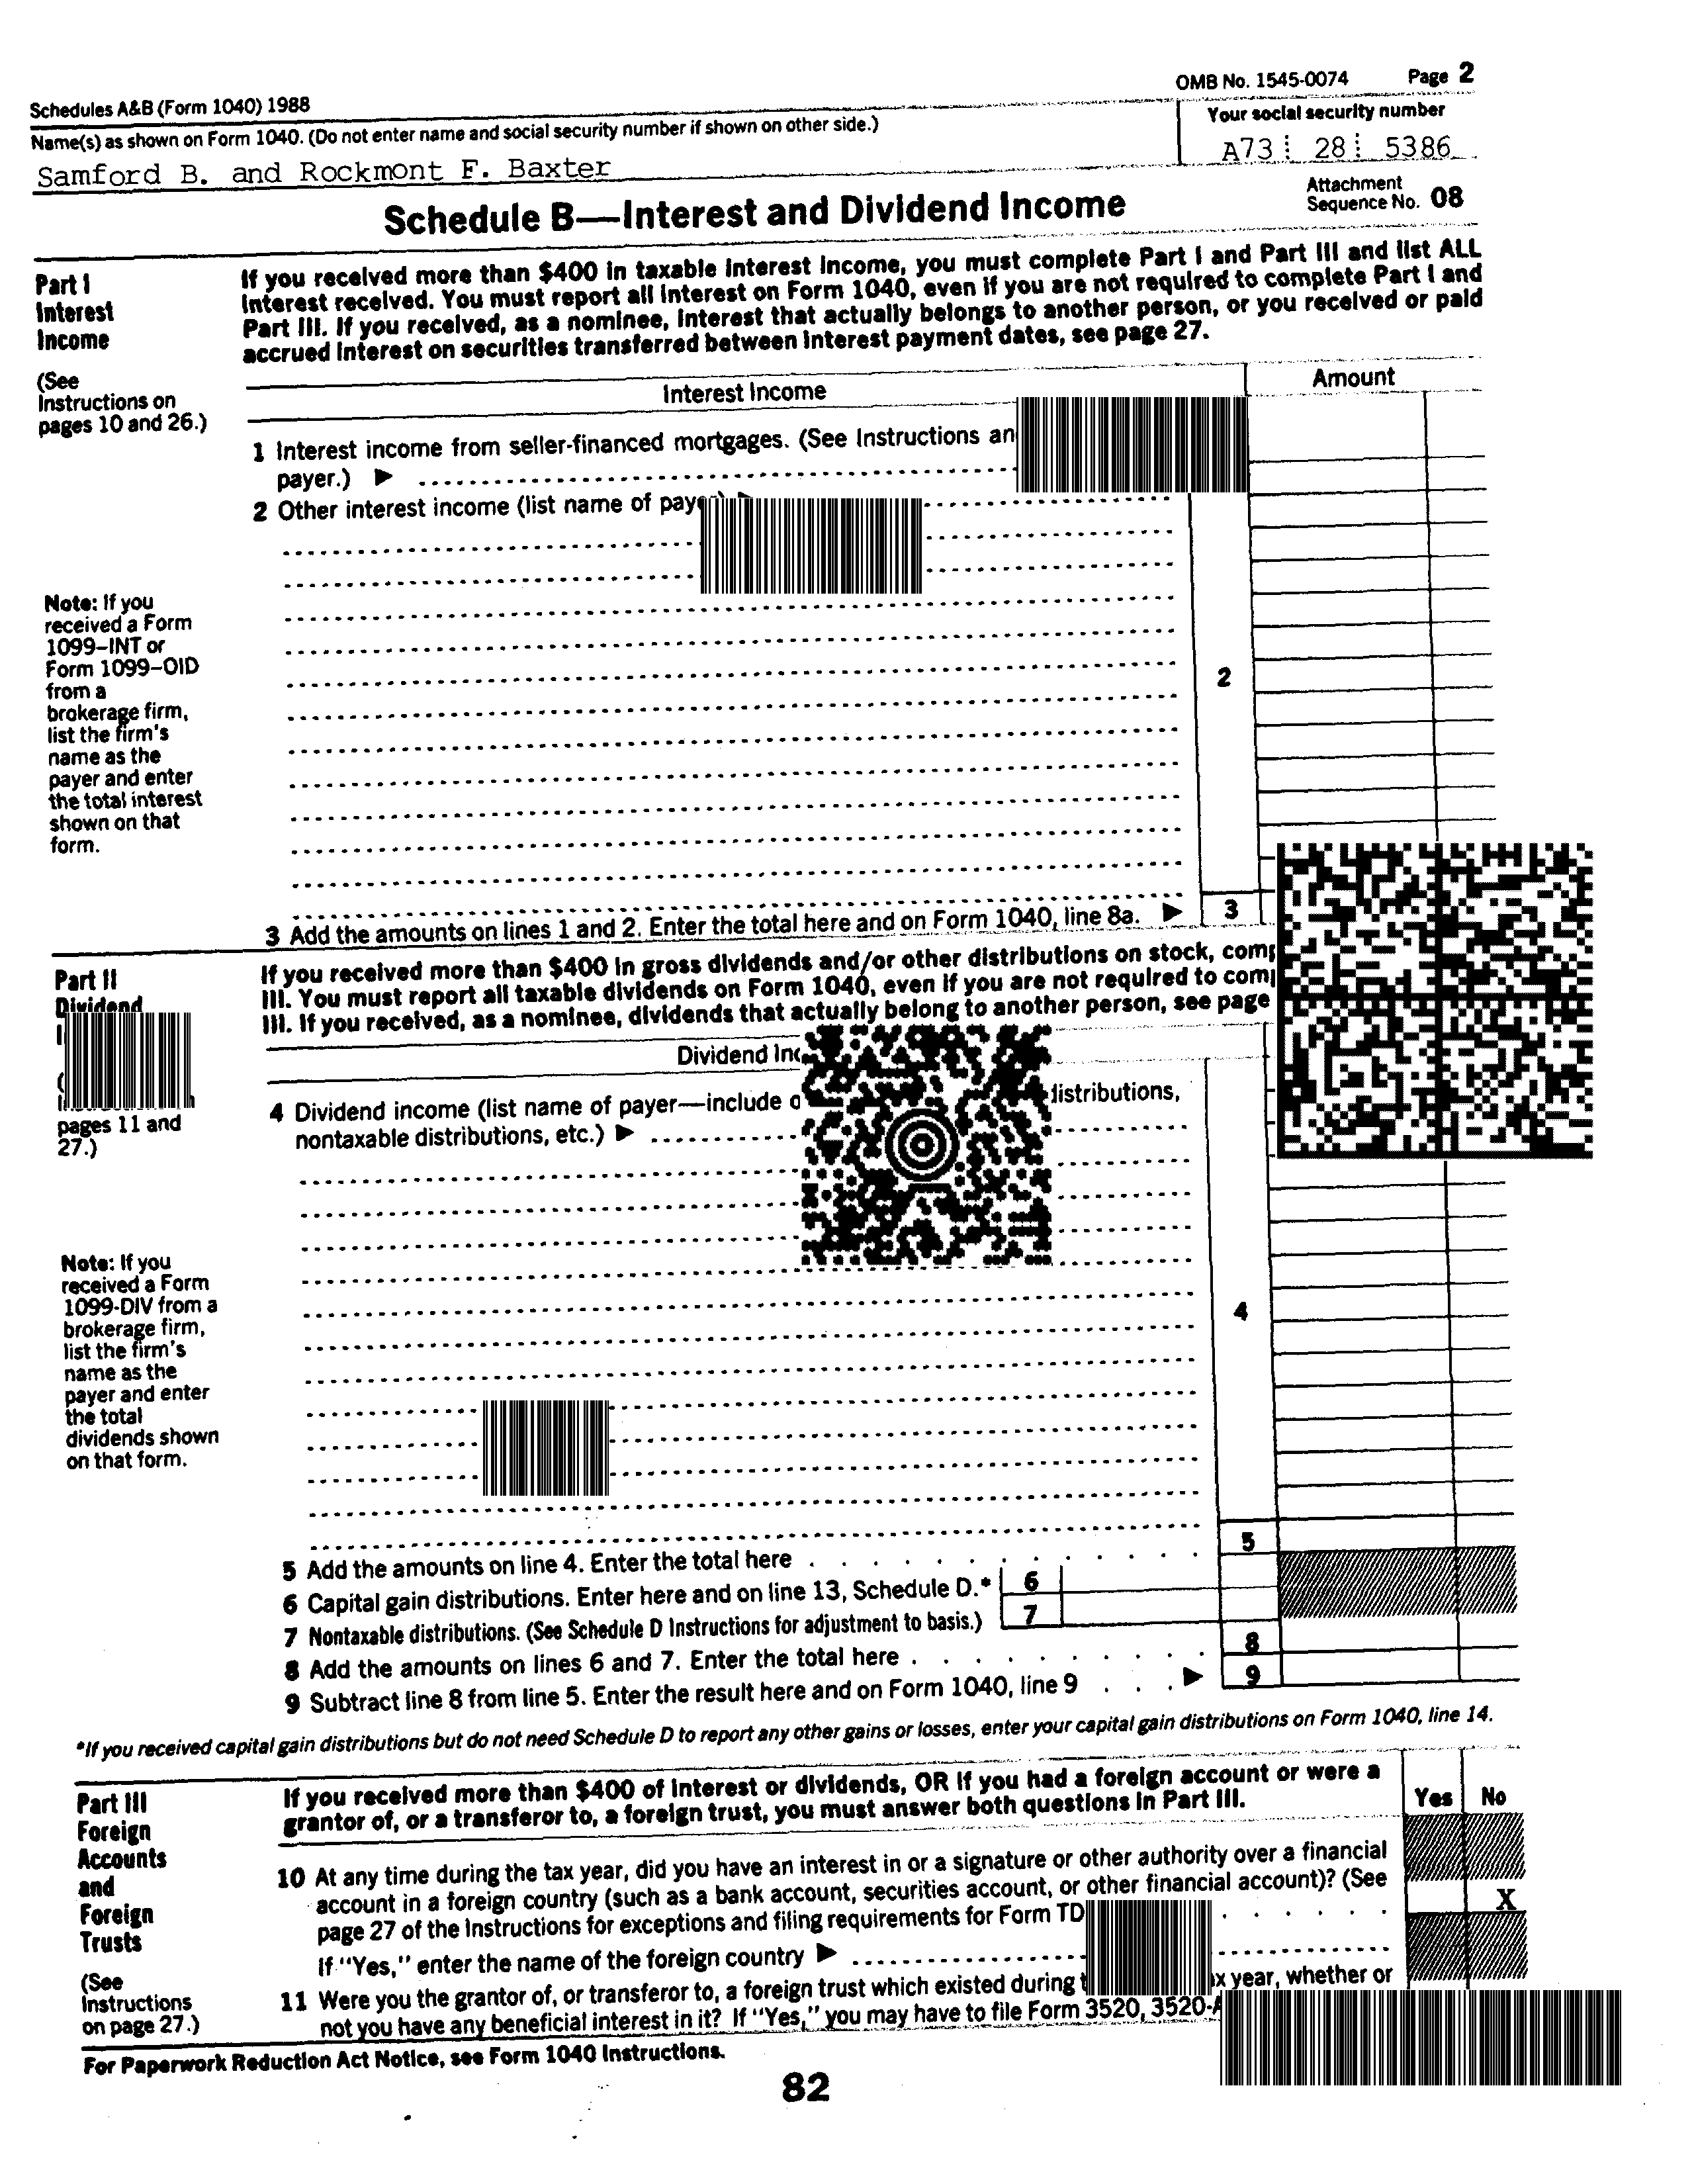 Schedules A&B (Form 1040) 1988
OMB No. 1545-0074 Page 2
Name(s) as shown on Form 1040. (Do not enter name and social security number if shown on other side.)
Your social security number
Samford B. and Rockmont F. Baxter
A73 28 5386
Schedule B—Interest and Dividend Income
Attachment
Sequence No. 08
Part I
Interest
Income
(See
Instructions on
pages 10 and 26.)
If you received more than $400 in taxable interest income, you must complete Part I and Part III and list ALL
interest received. You must report all interest on Form 1040, even if you are not required to complete Part I and
Part III. If you received, as a nominee, interest that actually belongs to another person, or you received or paid
accrued interest on securities transferred between interest payment dates, see page 27.
Interest Income
Amount
1 Interest income from seller-financed mortgages. (See Instructions
payer.) ▶
2 Other interest income (list name of
Note: If you
received a Form
1099–INT or
Form 1099–OID
from a
brokerage firm,
list the firm's
name as the
payer and enter
the total interest
shown on that
form.
2
3 Add the amounts on lines 1 and 2. Enter the total here and on Form 1040, line 8a. ▶ 3
Part II
Dividend
pages 11 and
27.)
If you received more than $400 in gross dividends and/or other distributions on stock,
III. You must report all taxable dividends on Form 1040, even if you are not required to
III. If you received, as a nominee, dividends that actually belong to another person, see page
Dividend
4 Dividend income (list name of payer—include distributions,
nontaxable distributions, etc.) ▶
Note: If you
received a Form
1099-DIV from a
brokerage firm,
list the firm's
name as the
payer and enter
the total
dividends shown
on that form.
4
5 Add the amounts on line 4. Enter the total here 5
6 Capital gain distributions. Enter here and on line 13, Schedule D.* 6
7 Nontaxable distributions. (See Schedule D Instructions for adjustment to basis.) 7
8 Add the amounts on lines 6 and 7. Enter the total here 8
9 Subtract line 8 from line 5. Enter the result here and on Form 1040, line 9 ▶ 9
*If you received capital gain distributions but do not need Schedule D to report any other gains or losses, enter your capital gain distributions on Form 1040, line 14.
Part III
Foreign
Accounts
and
Foreign
Trusts
(See
Instructions
on page 27.)
If you received more than $400 of interest or dividends, OR if you had a foreign account or were a
grantor of, or a transferor to, a foreign trust, you must answer both questions in Part III.
Yes No
10 At any time during the tax year, did you have an interest in or a signature or other authority over a financial
account in a foreign country (such as a bank account, securities account, or other financial account)? (See
page 27 of the Instructions for exceptions and filing requirements for Form TD
X
If "Yes," enter the name of the foreign country ▶
11 Were you the grantor of, or transferor to, a foreign trust which existed during year, whether or
not you have any beneficial interest in it? If "Yes," you may have to file Form 3520,
For Paperwork Reduction Act Notice, see Form 1040 Instructions.
82